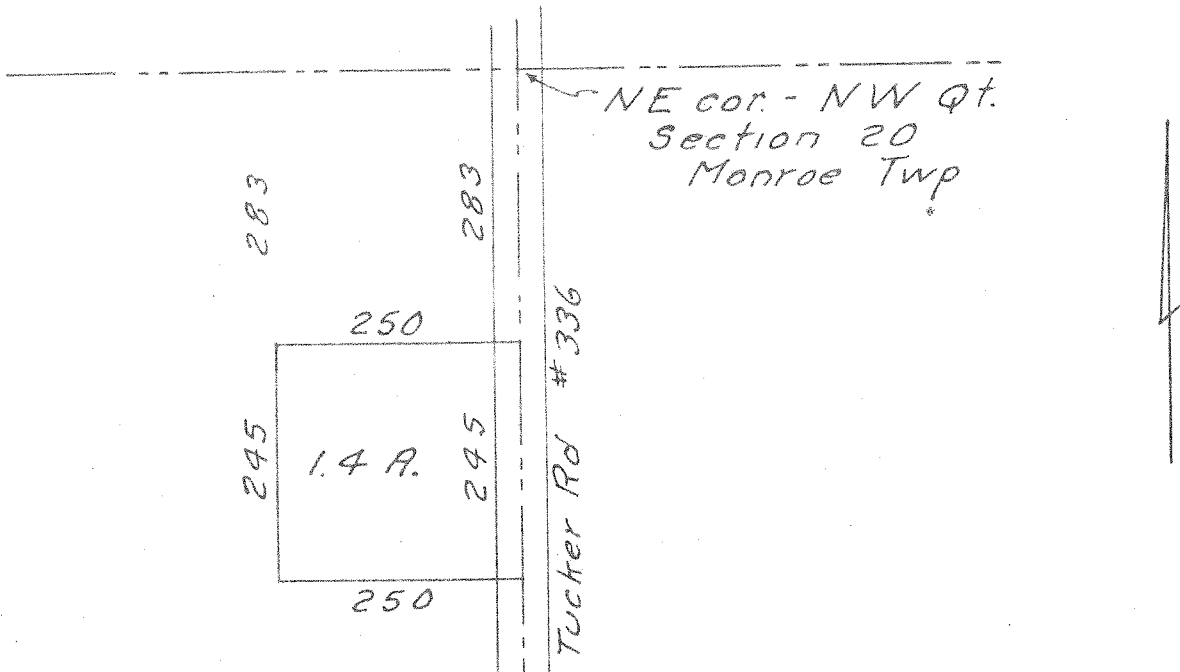 NE cor. - NW Qt.
Section 20
Monroe Twp
283
283
250
Tucker Rd #336
245
1.4 A.
245
250